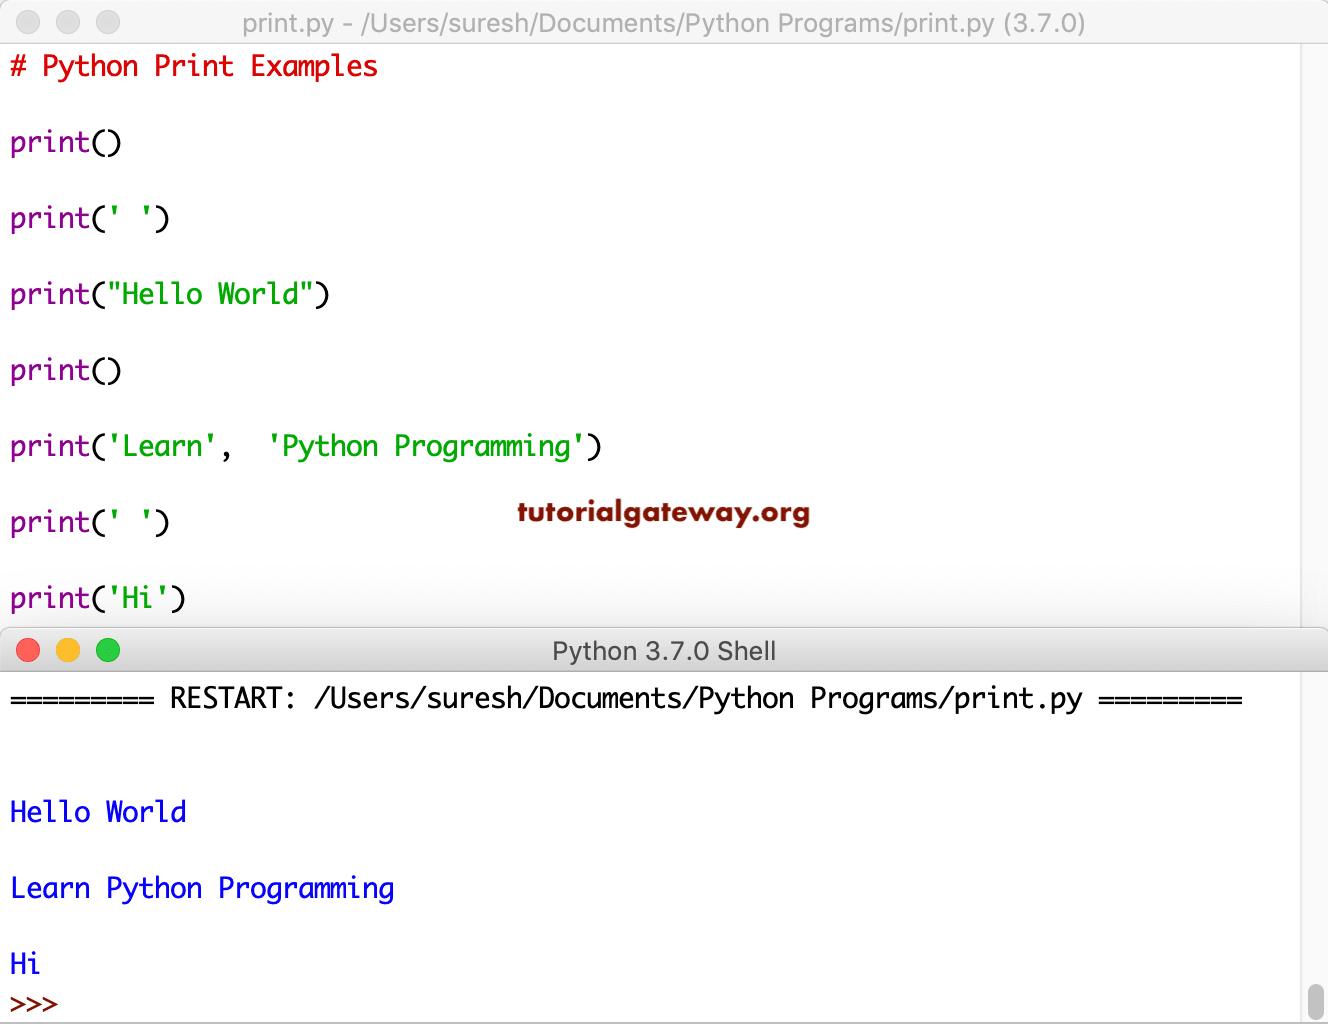 print.py - /Users/suresh/Documents/Python Programs/print.py (3.7.0)
# Python Print Examples
print()
print(' ')
print("Hello World")
print()
print('Learn',  'Python Programming')
tutorialgateway.org
print(' ')
print('Hi')
Python 3.7.0 Shell
========= RESTART: /Users/suresh/Documents/Python Programs/print.py =========
Hello World
Learn Python Programming
Hi
>>>